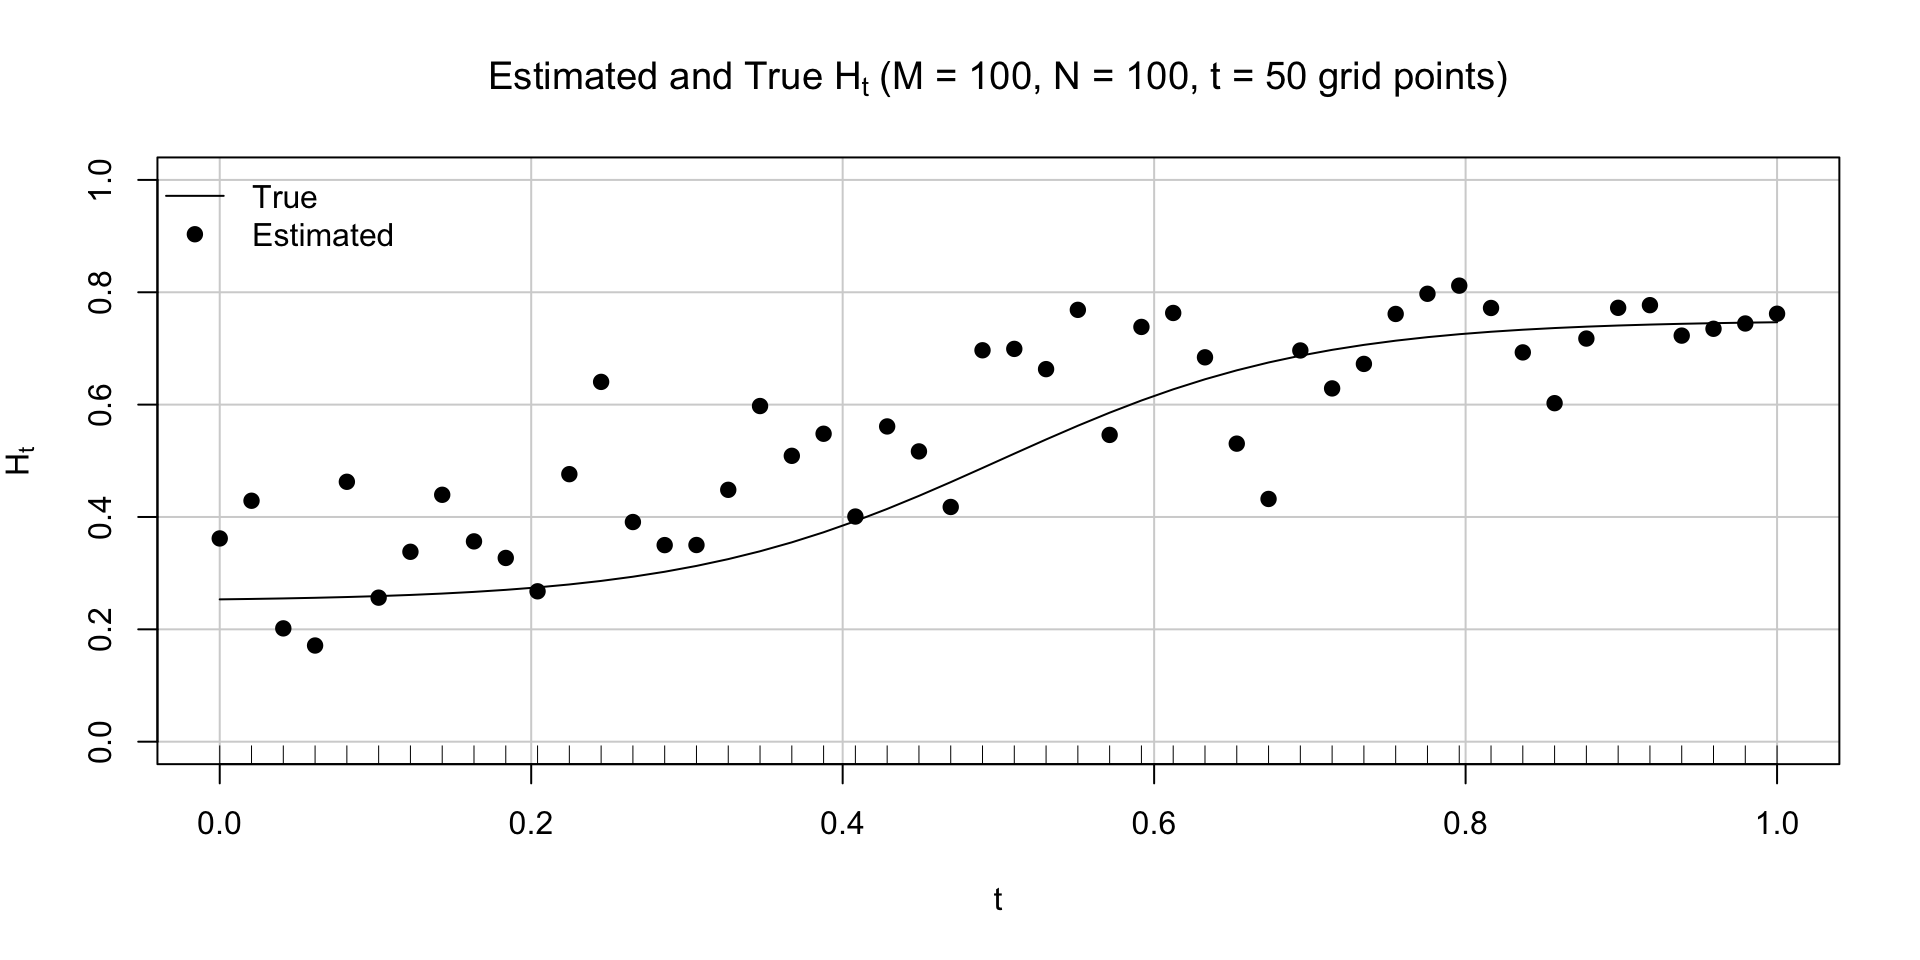 Estimated and True Hₜ (M = 100, N = 100, t = 50 grid points)
True
Estimated
Hₜ
1.0
0.8
0.6
0.4
0.2
0.0
0.0 0.2 0.4 0.6 0.8 1.0
t